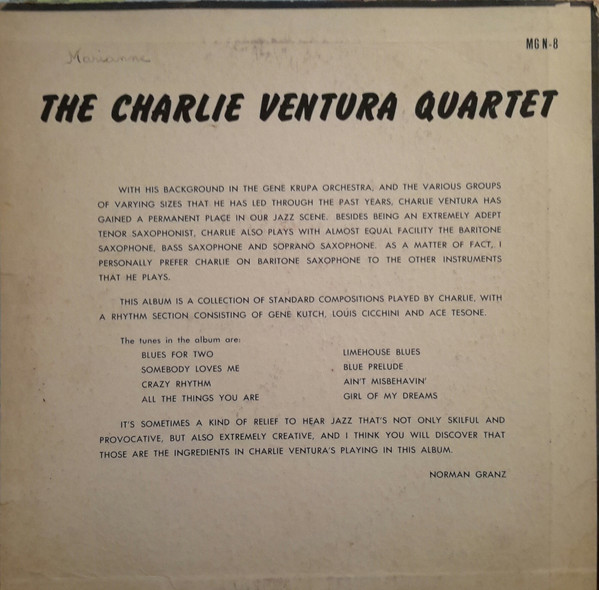 MG N-8
Marianne
THE CHARLIE VENTURA QUARTET
WITH HIS BACKGROUND IN THE GENE KRUPA ORCHESTRA, AND THE VARIOUS GROUPS
OF VARYING SIZES THAT HE HAS LED THROUGH THE PAST YEARS, CHARLIE VENTURA HAS
GAINED A PERMANENT PLACE IN OUR JAZZ SCENE. BESIDES BEING AN EXTREMELY ADEPT
TENOR SAXOPHONIST, CHARLIE ALSO PLAYS WITH ALMOST EQUAL FACILITY THE BARITONE
SAXOPHONE, BASS SAXOPHONE AND SOPRANO SAXOPHONE. AS A MATTER OF FACT, I
PERSONALLY PREFER CHARLIE ON BARITONE SAXOPHONE TO THE OTHER INSTRUMENTS
THAT HE PLAYS.
THIS ALBUM IS A COLLECTION OF STANDARD COMPOSITIONS PLAYED BY CHARLIE, WITH
A RHYTHM SECTION CONSISTING OF GENE KUTCH, LOUIS CICCHINI AND ACE TESONE.
The tunes in the album are:
BLUES FOR TWO
SOMEBODY LOVES ME
CRAZY RHYTHM
ALL THE THINGS YOU ARE
LIMEHOUSE BLUES
BLUE PRELUDE
AIN'T MISBEHAVIN'
GIRL OF MY DREAMS
IT'S SOMETIMES A KIND OF RELIEF TO HEAR JAZZ THAT'S NOT ONLY SKILFUL AND
PROVOCATIVE, BUT ALSO EXTREMELY CREATIVE, AND I THINK YOU WILL DISCOVER THAT
THOSE ARE THE INGREDIENTS IN CHARLIE VENTURA'S PLAYING IN THIS ALBUM.
NORMAN GRANZ